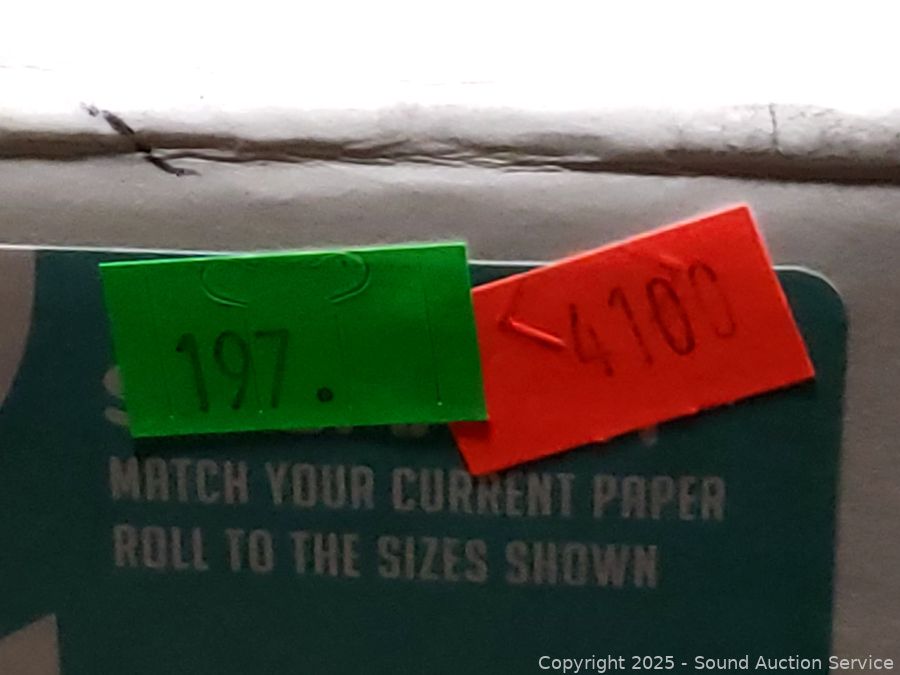 197.
4100
MATCH YOUR CURRENT PAPER
ROLL TO THE SIZES SHOWN
Copyright 2025 - Sound Auction Service